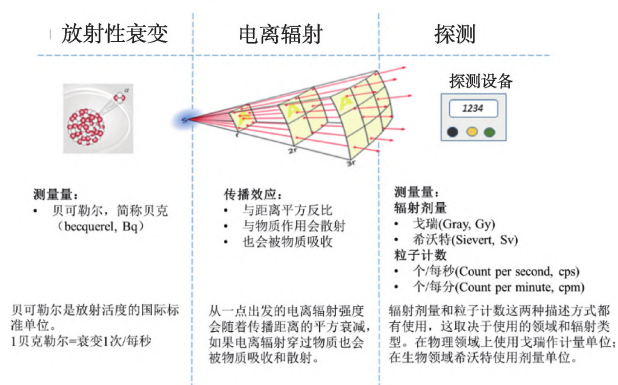 放射性衰变
电离辐射
探测
α
S
A
A
A
r
2r
3r
探测设备
1234
测量量:
• 贝可勒尔，简称贝克
（becquerel, Bq）
传播效应:
• 与距离平方反比
• 与物质作用会散射
• 也会被物质吸收
测量量:
辐射剂量
• 戈瑞(Gray, Gy)
• 希沃特(Sievert, Sv)
粒子计数
• 个/每秒(Count per second, cps)
• 个/每分(Count per minute, cpm)
贝可勒尔是放射活度的国际标
准单位。
1贝克勒尔=衰变1次/每秒
从一点出发的电离辐射强度
会随着传播距离的平方衰减，
如果电离辐射穿过物质也会
被物质吸收和散射。
辐射剂量和粒子计数这两种描述方式都
有使用，这取决于使用的领域和辐射类
型。在物理领域上使用戈瑞作计量单位；
在生物领域希沃特使用剂量单位。